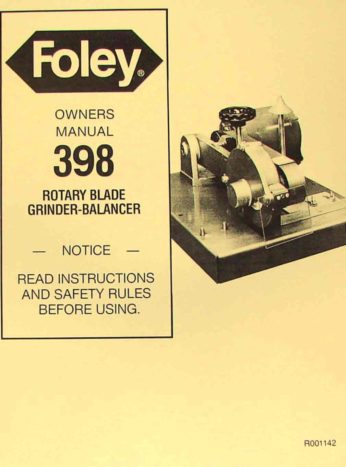 Foley®
OWNERS
MANUAL
398
ROTARY BLADE
GRINDER-BALANCER
— NOTICE —
READ INSTRUCTIONS
AND SAFETY RULES
BEFORE USING.
R001142